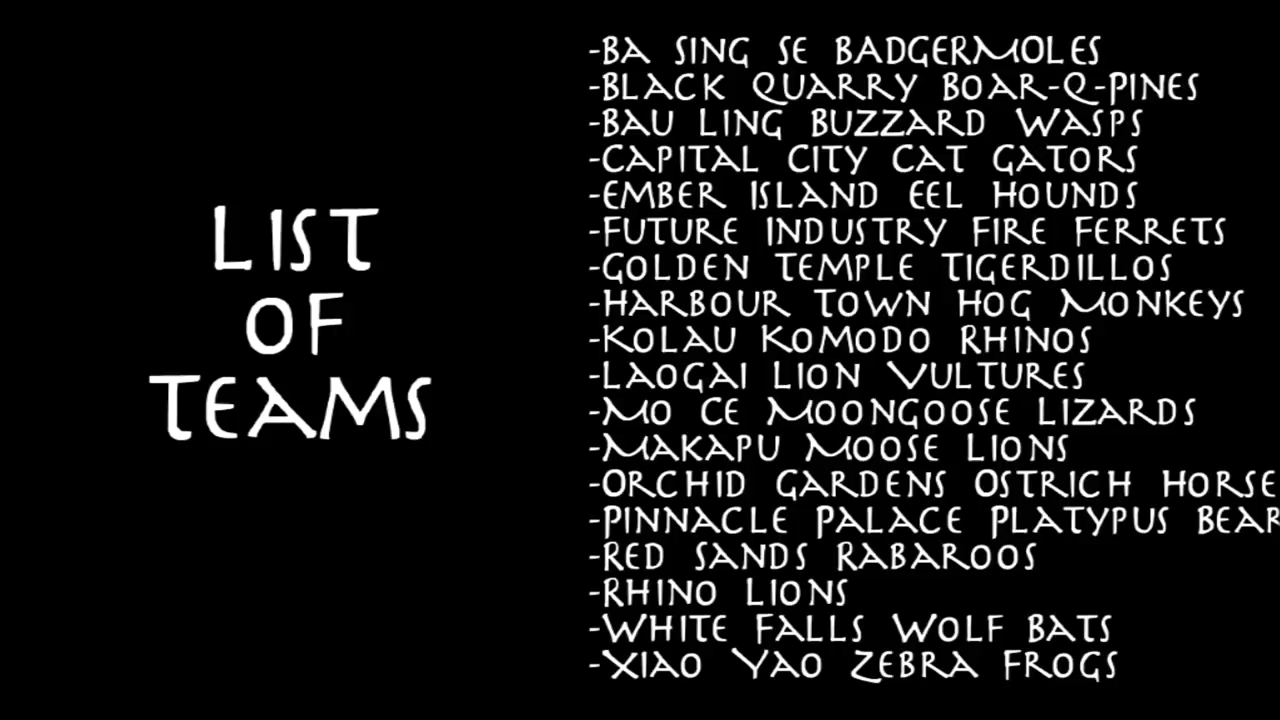 LIST
OF
TEAMS
-BA SING SE BADGERMOLES
-BLACK QUARRY BOAR-Q-PINES
-BAU LING BUZZARD WASPS
-CAPITAL CITY CAT GATORS
-EMBER ISLAND EEL HOUNDS
-FUTURE INDUSTRY FIRE FERRETS
-GOLDEN TEMPLE TIGERDILLOS
-HARBOUR TOWN HOG MONKEYS
-KOLAU KOMODO RHINOS
-LAOGAI LION VULTURES
-MO CE MOONGOOSE LIZARDS
-MAKAPU MOOSE LIONS
-ORCHID GARDENS OSTRICH HORSE
-PINNACLE PALACE PLATYPUS BEAR
-RED SANDS RABAROOS
-RHINO LIONS
-WHITE FALLS WOLF BATS
-XIAO YAO ZEBRA FROGS